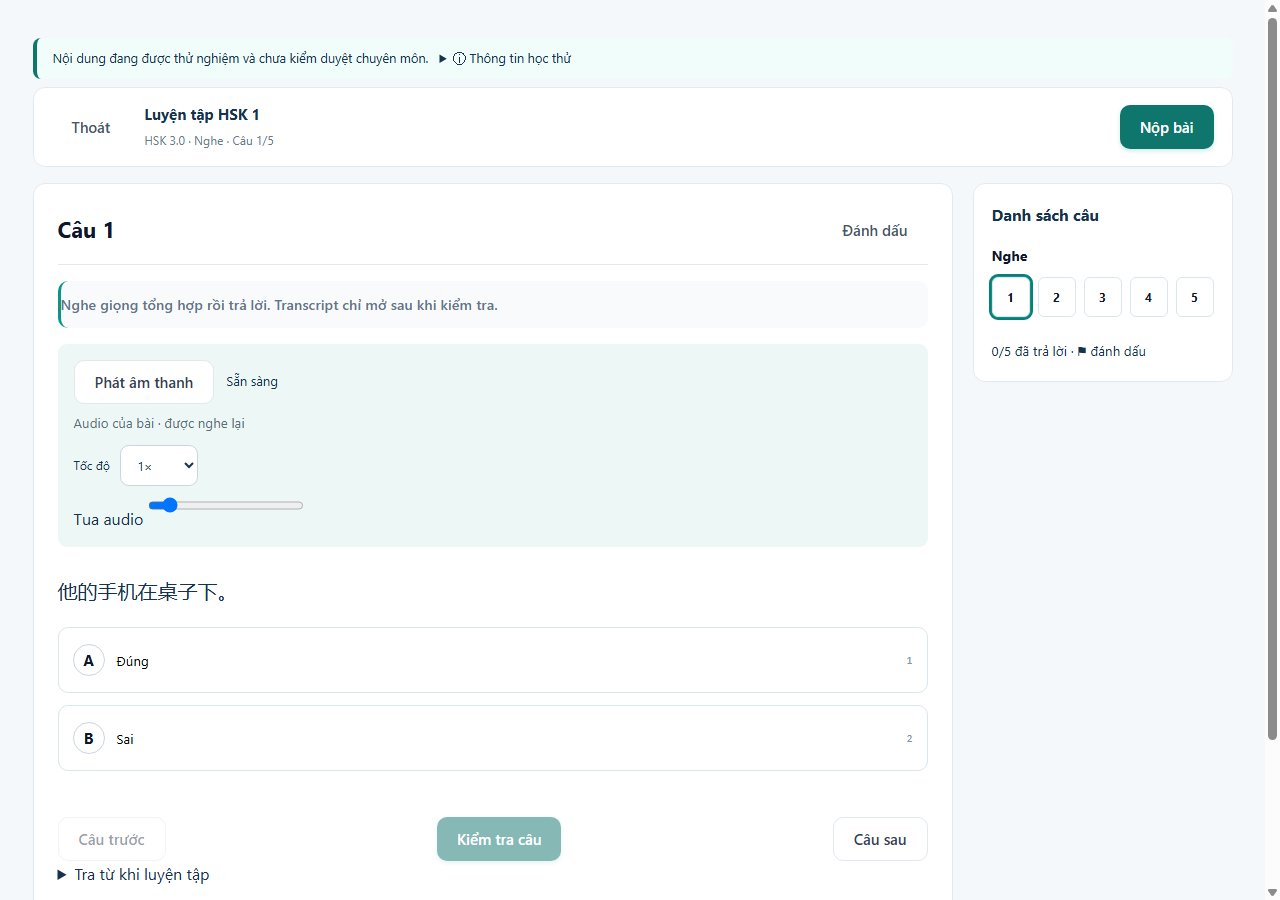 Nội dung đang được thử nghiệm và chưa kiểm duyệt chuyên môn. ▶ ⓘ Thông tin học thử
Thoát
Luyện tập HSK 1
HSK 3.0 · Nghe · Câu 1/5
Nộp bài
Câu 1
Đánh dấu
Nghe giọng tổng hợp rồi trả lời. Transcript chỉ mở sau khi kiểm tra.
Phát âm thanh
Sẵn sàng
Audio của bài · được nghe lại
Tốc độ
1×
Tua audio
他的手机在桌子下。
A Đúng 1
B Sai 2
Câu trước
Kiểm tra câu
Câu sau
▶ Tra từ khi luyện tập
Danh sách câu
Nghe
1 2 3 4 5
0/5 đã trả lời · ⚑ đánh dấu